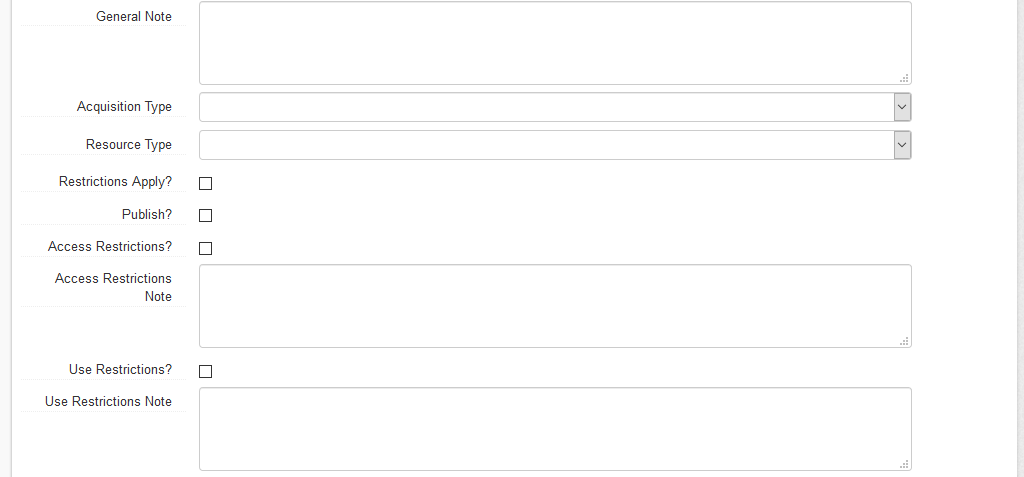 General Note
Acquisition Type
Resource Type
Restrictions Apply?
Publish?
Access Restrictions?
Access Restrictions
Note
Use Restrictions?
Use Restrictions Note